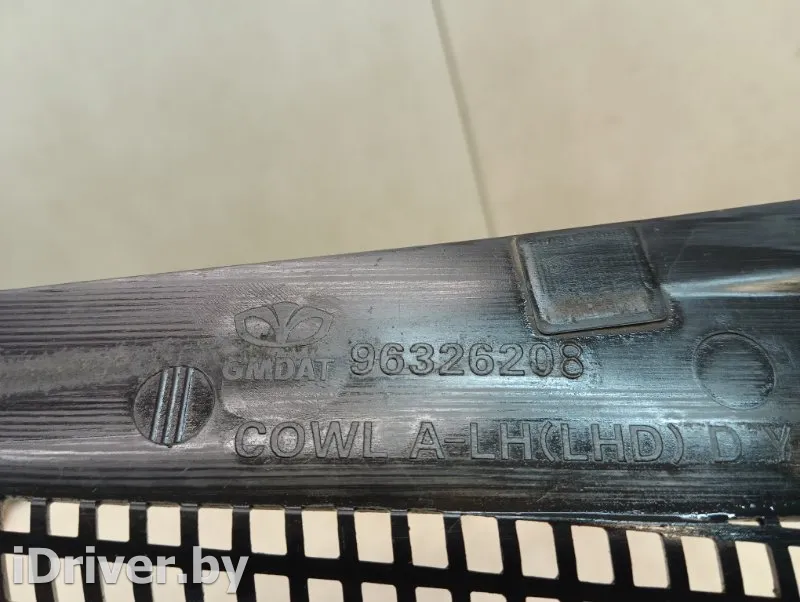 GMDAT 96326208
COWL A-LH(LHD) D Y
iDriver.by